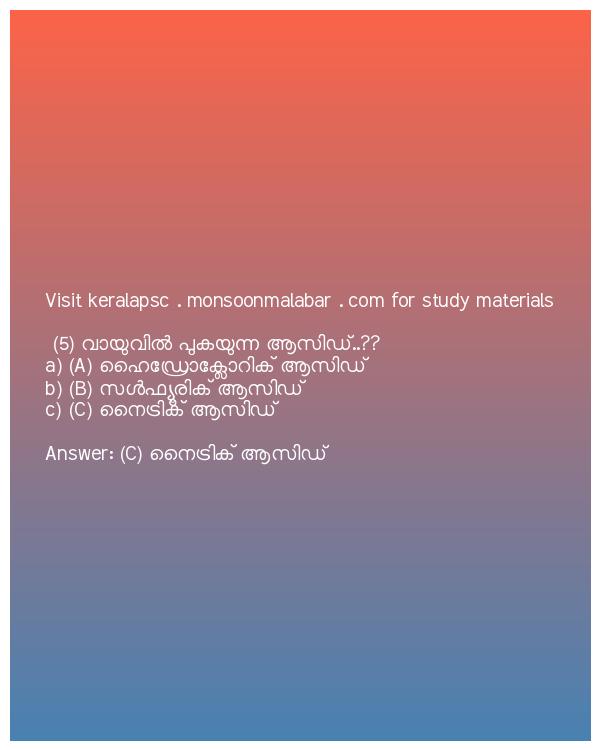 Visit keralapsc . monsoonmalabar . com for study materials
(5) വായുവിൽ പുകയുന്ന ആസിഡ്..??
a) (A) ഹൈഡ്രോക്ലോറിക് ആസിഡ്
b) (B) സൾഫ്യൂരിക് ആസിഡ്
c) (C) നൈട്രിക് ആസിഡ്
Answer: (C) നൈട്രിക് ആസിഡ്